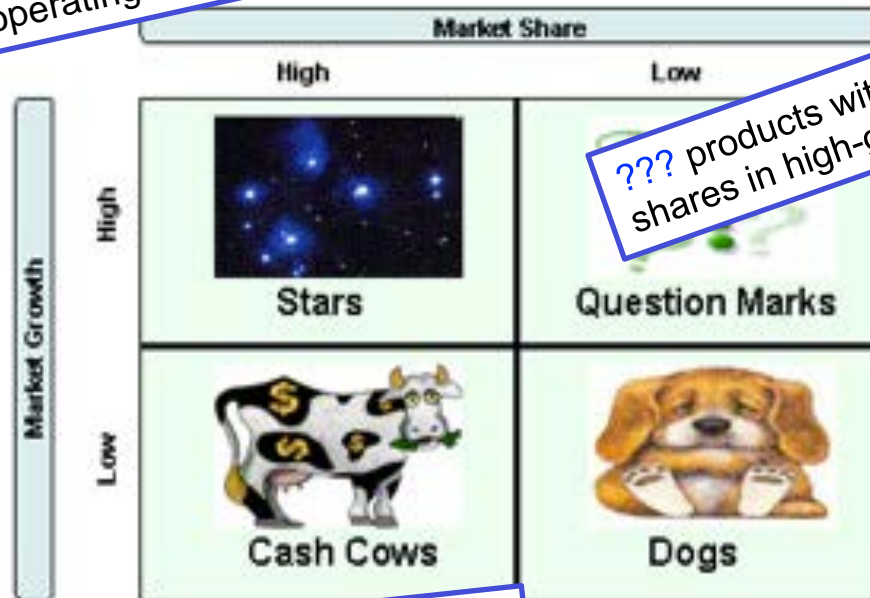 operating
Market Share
High
Low
??? products
shares in high-
High
Stars
Question Marks
Market Growth
$
$
$
Low
Cash Cows
Dogs